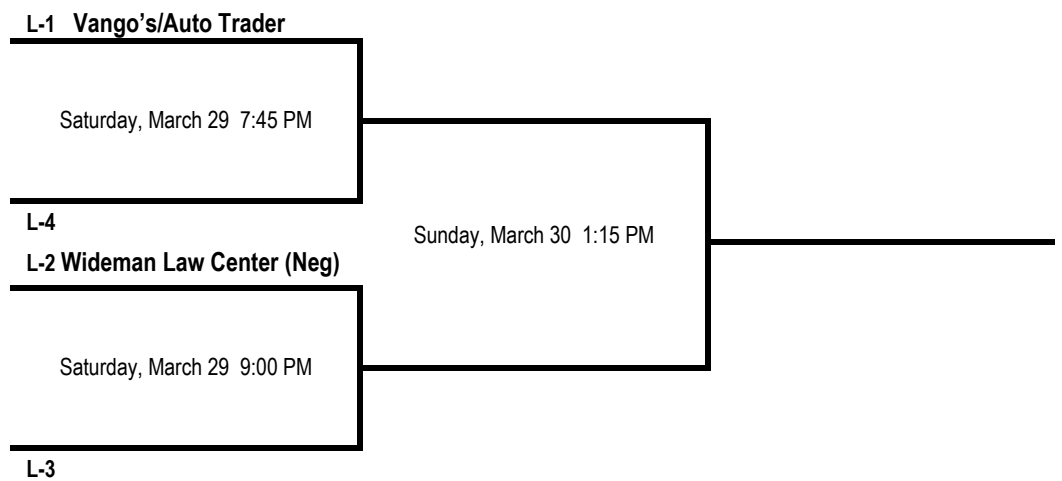 L-1 Vango’s/Auto Trader
Saturday, March 29 7:45 PM
L-4
Sunday, March 30 1:15 PM
L-2 Wideman Law Center (Neg)
Saturday, March 29 9:00 PM
L-3